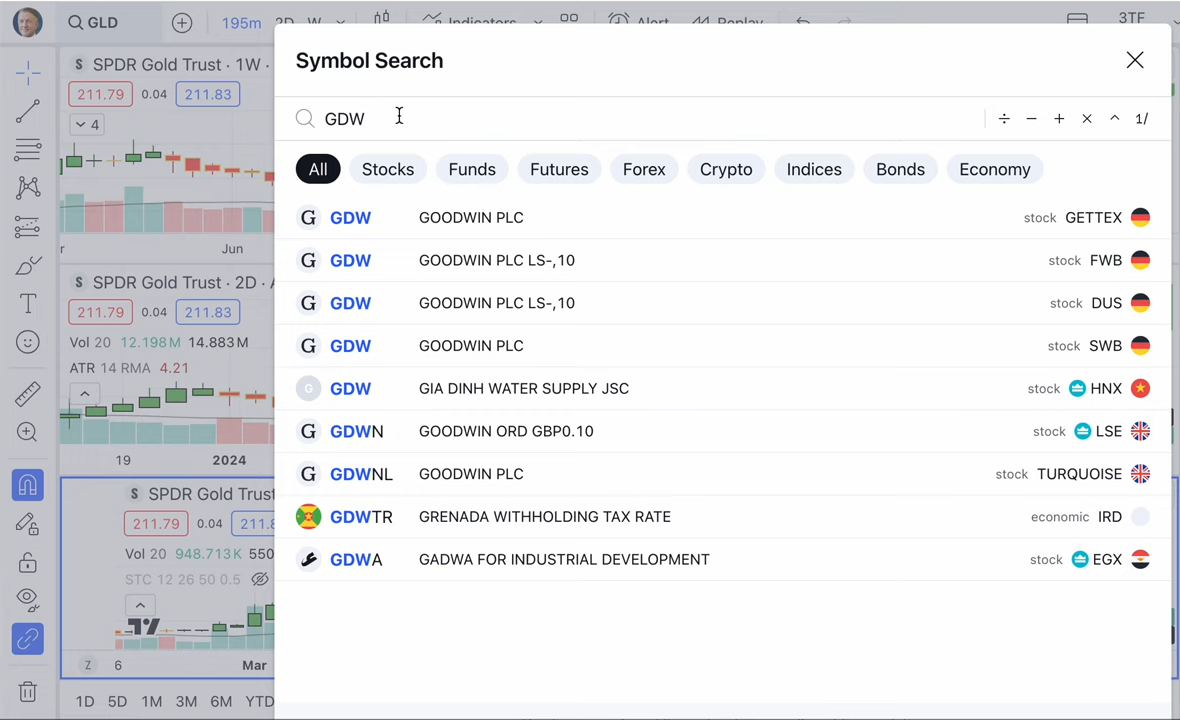 GLD
195m
2D W
Indicators
Alert
Replay
3TF
S SPDR Gold Trust · 1W ·
211.79 0.04 211.83
4
r Jun
S SPDR Gold Trust · 2D · A
211.79 0.04 211.83
Vol 20 12.198M 14.883M
ATR 14 RMA 4.21
19 2024
S SPDR Gold Trust
211.79 0.04 211.8
Vol 20 948.713K 550
STC 12 26 50 0.5
Z 6 Mar
1D 5D 1M 3M 6M YTD
Symbol Search
GDW
÷ − + × ^ 1/
All Stocks Funds Futures Forex Crypto Indices Bonds Economy
G GDW GOODWIN PLC stock GETTEX
G GDW GOODWIN PLC LS-,10 stock FWB
G GDW GOODWIN PLC LS-,10 stock DUS
G GDW GOODWIN PLC stock SWB
G GDW GIA DINH WATER SUPPLY JSC stock HNX
G GDWN GOODWIN ORD GBP0.10 stock LSE
G GDWNL GOODWIN PLC stock TURQUOISE
GDWTR GRENADA WITHHOLDING TAX RATE economic IRD
GDWA GADWA FOR INDUSTRIAL DEVELOPMENT stock EGX